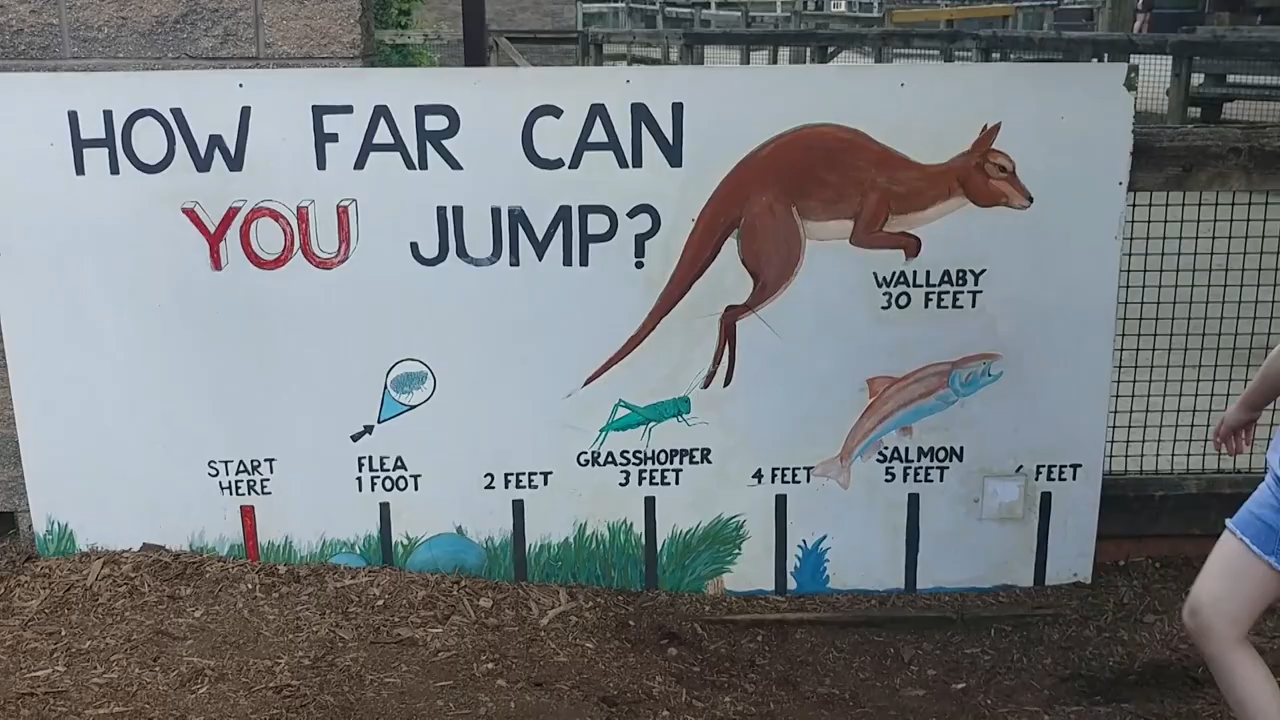 HOW FAR CAN
YOU JUMP?
WALLABY
30 FEET
START
HERE
FLEA
1 FOOT
2 FEET
GRASSHOPPER
3 FEET
4 FEET
SALMON
5 FEET
FEET